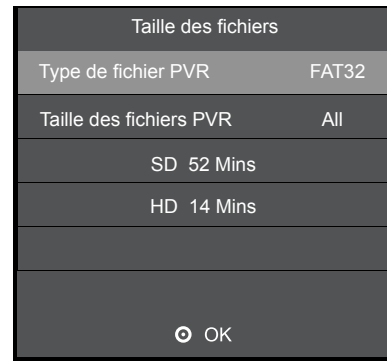 Taille des fichiers
Type de fichier PVR FAT32
Taille des fichiers PVR All
SD 52 Mins
HD 14 Mins
OK